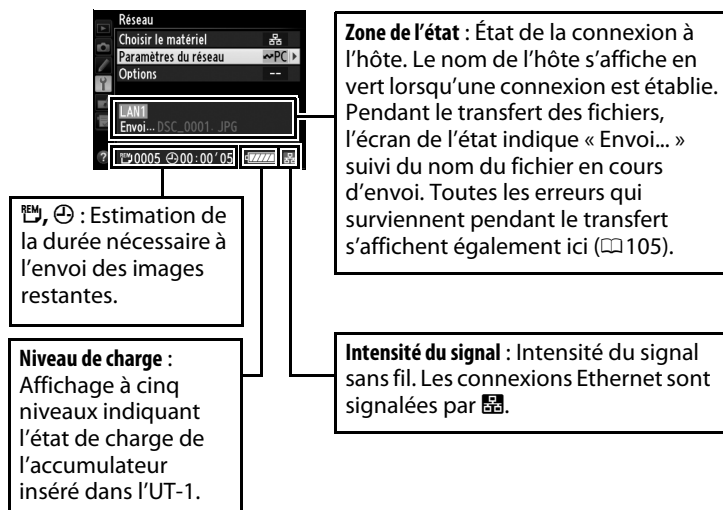 Réseau
Choisir le matériel
Paramètres du réseau PC
Options --
LAN1
Envoi... DSC_0001. JPG
? REM 0005 00:00'05
Zone de l'état : État de la connexion à
l'hôte. Le nom de l'hôte s'affiche en
vert lorsqu'une connexion est établie.
Pendant le transfert des fichiers,
l'écran de l'état indique « Envoi... »
suivi du nom du fichier en cours
d'envoi. Toutes les erreurs qui
surviennent pendant le transfert
s'affichent également ici (105).
REM, : Estimation de
la durée nécessaire à
l'envoi des images
restantes.
Niveau de charge :
Affichage à cinq
niveaux indiquant
l'état de charge de
l'accumulateur
inséré dans l'UT-1.
Intensité du signal : Intensité du signal
sans fil. Les connexions Ethernet sont
signalées par .